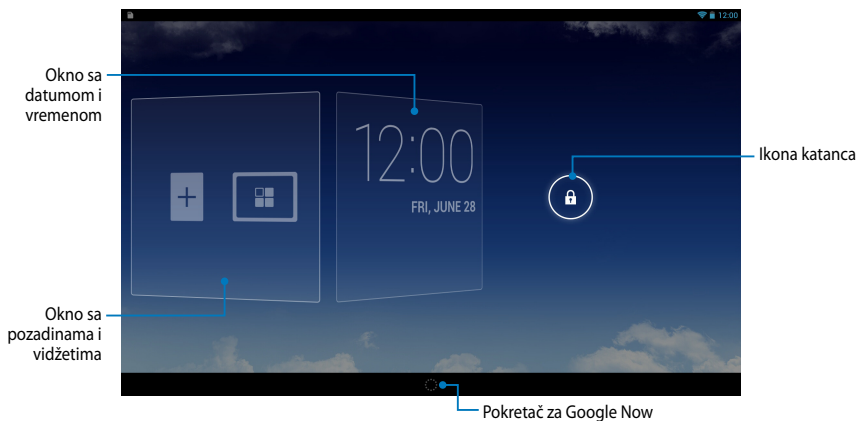 12:00
Okno sa
datumom i
vremenom
12:00
FRI, JUNE 28
Ikona katanca
Okno sa
pozadinama i
vidžetima
Pokretač za Google Now